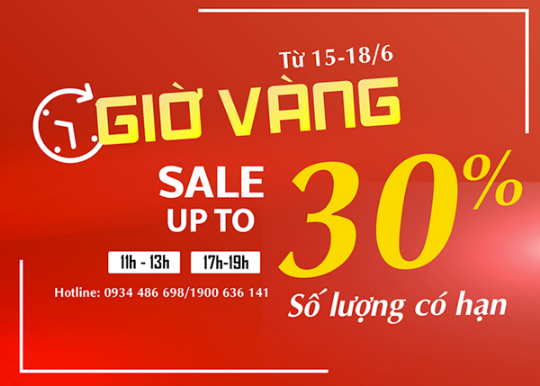 Từ 15-18/6
GIỜ VÀNG
SALE
UP TO
30%
11h - 13h 17h-19h
Hotline: 0934 486 698/1900 636 141
Số lượng có hạn